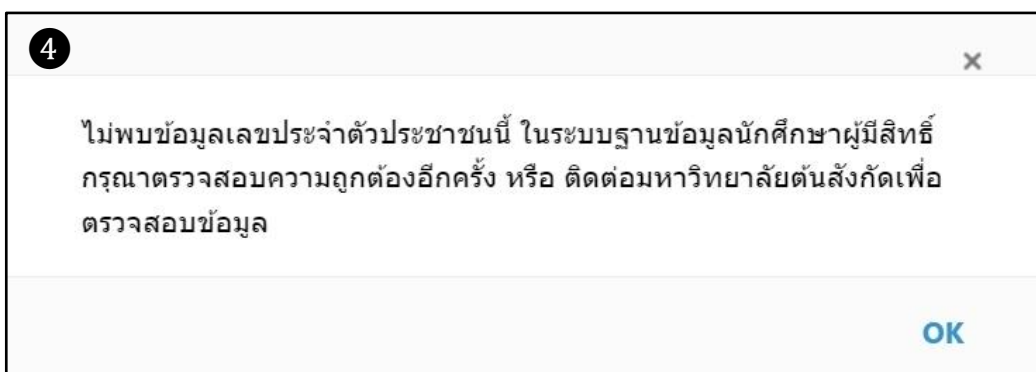 4
×
ไม่พบข้อมูลเลขประจำตัวประชาชนนี้ ในระบบฐานข้อมูลนักศึกษาผู้มีสิทธิ์
กรุณาตรวจสอบความถูกต้องอีกครั้ง หรือ ติดต่อมหาวิทยาลัยต้นสังกัดเพื่อ
ตรวจสอบข้อมูล
OK